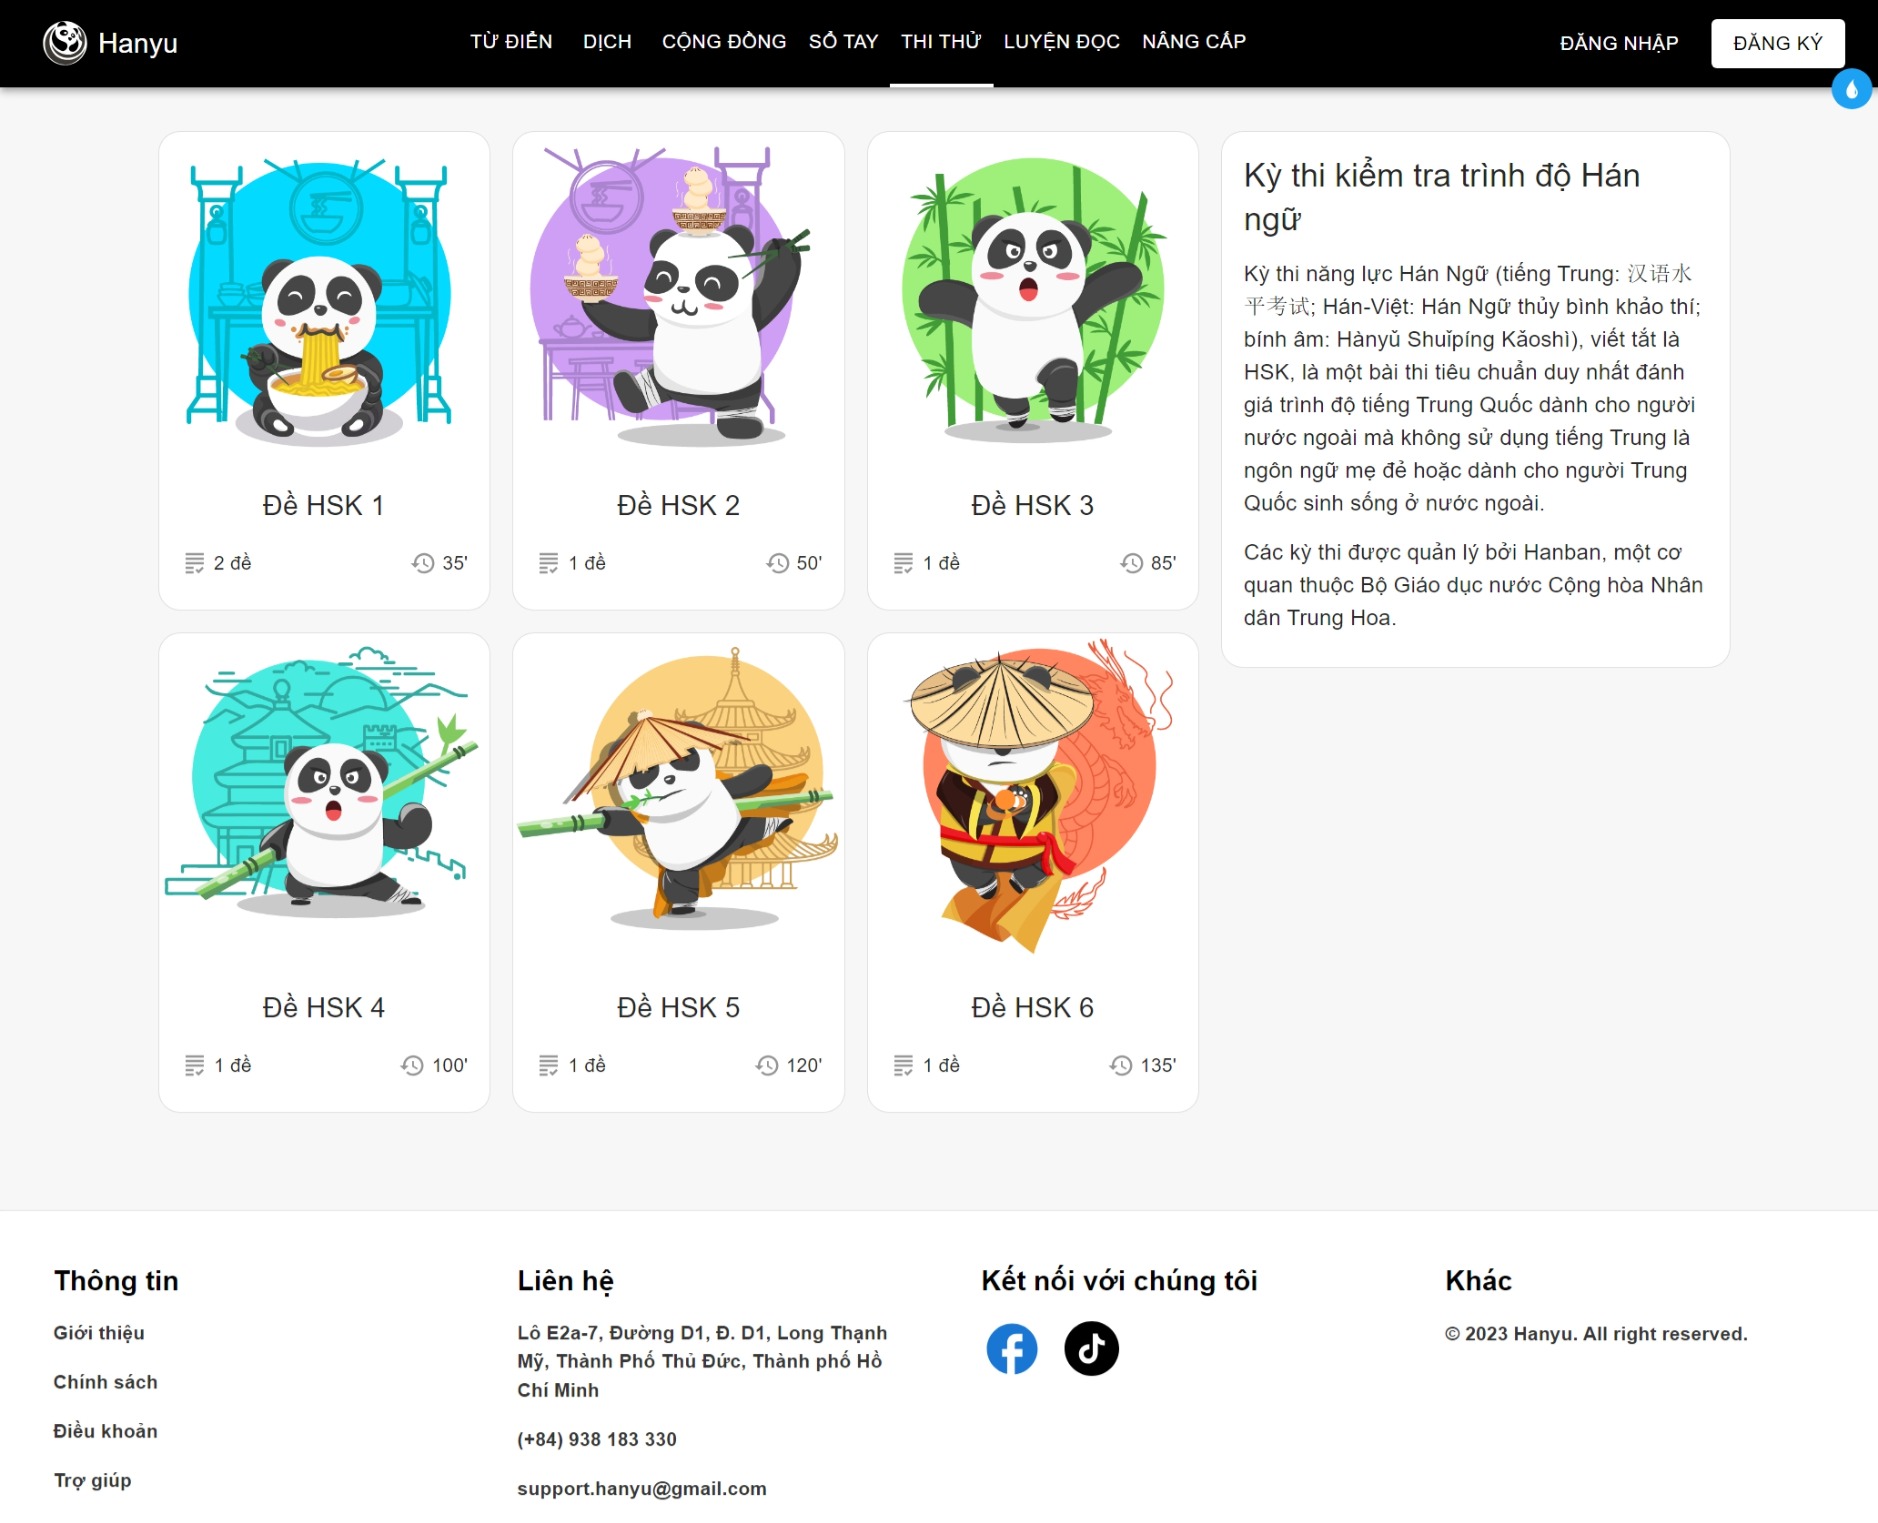 Hanyu
TỪ ĐIỂN
DỊCH
CỘNG ĐỒNG
SỔ TAY
THI THỬ
LUYỆN ĐỌC
NÂNG CẤP
ĐĂNG NHẬP
ĐĂNG KÝ
Đề HSK 1
2 đề
35'
Đề HSK 2
1 đề
50'
Đề HSK 3
1 đề
85'
Đề HSK 4
1 đề
100'
Đề HSK 5
1 đề
120'
Đề HSK 6
1 đề
135'
Kỳ thi kiểm tra trình độ Hán
ngữ
Kỳ thi năng lực Hán Ngữ (tiếng Trung: 汉语水
平考试; Hán-Việt: Hán Ngữ thủy bình khảo thí;
bính âm: Hànyǔ Shuǐpíng Kǎoshì), viết tắt là
HSK, là một bài thi tiêu chuẩn duy nhất đánh
giá trình độ tiếng Trung Quốc dành cho người
nước ngoài mà không sử dụng tiếng Trung là
ngôn ngữ mẹ đẻ hoặc dành cho người Trung
Quốc sinh sống ở nước ngoài.
Các kỳ thi được quản lý bởi Hanban, một cơ
quan thuộc Bộ Giáo dục nước Cộng hòa Nhân
dân Trung Hoa.
Thông tin
Giới thiệu
Chính sách
Điều khoản
Trợ giúp
Liên hệ
Lô E2a-7, Đường D1, Đ. D1, Long Thạnh
Mỹ, Thành Phố Thủ Đức, Thành phố Hồ
Chí Minh
(+84) 938 183 330
support.hanyu@gmail.com
Kết nối với chúng tôi
Khác
© 2023 Hanyu. All right reserved.